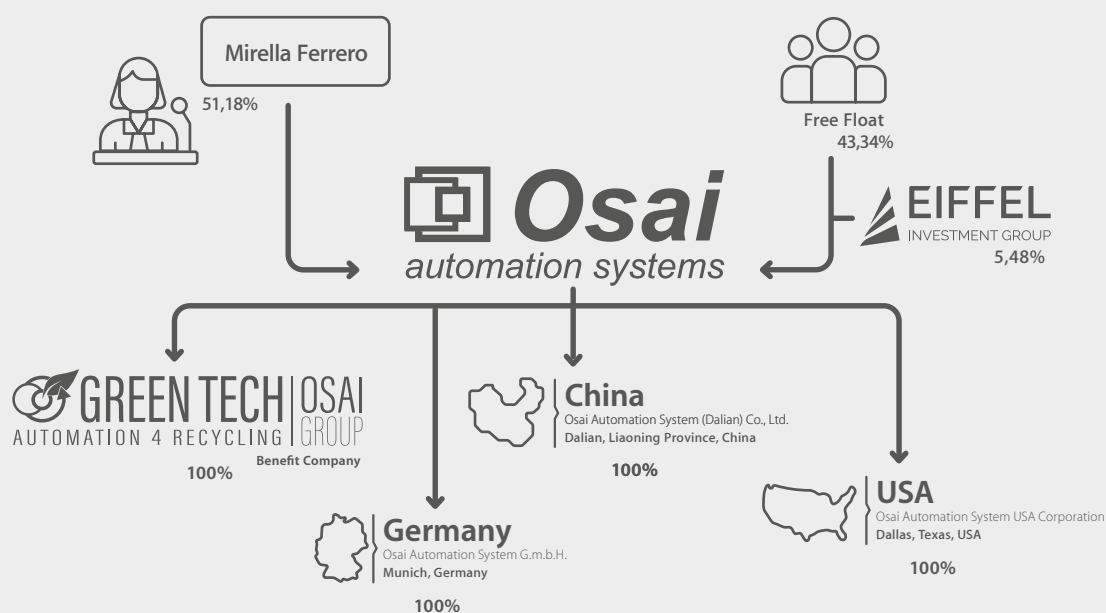 Mirella Ferrero
51,18%
Free Float
43,34%
EIFFEL
INVESTMENT GROUP
5,48%
Osai
automation systems
GREEN TECH
AUTOMATION 4 RECYCLING
OSAI
GROUP
Benefit Company
100%
China
Osai Automation System (Dalian) Co., Ltd.
Dalian, Liaoning Province, China
100%
Germany
Osai Automation System G.m.b.H.
Munich, Germany
100%
USA
Osai Automation System USA Corporation
Dallas, Texas, USA
100%